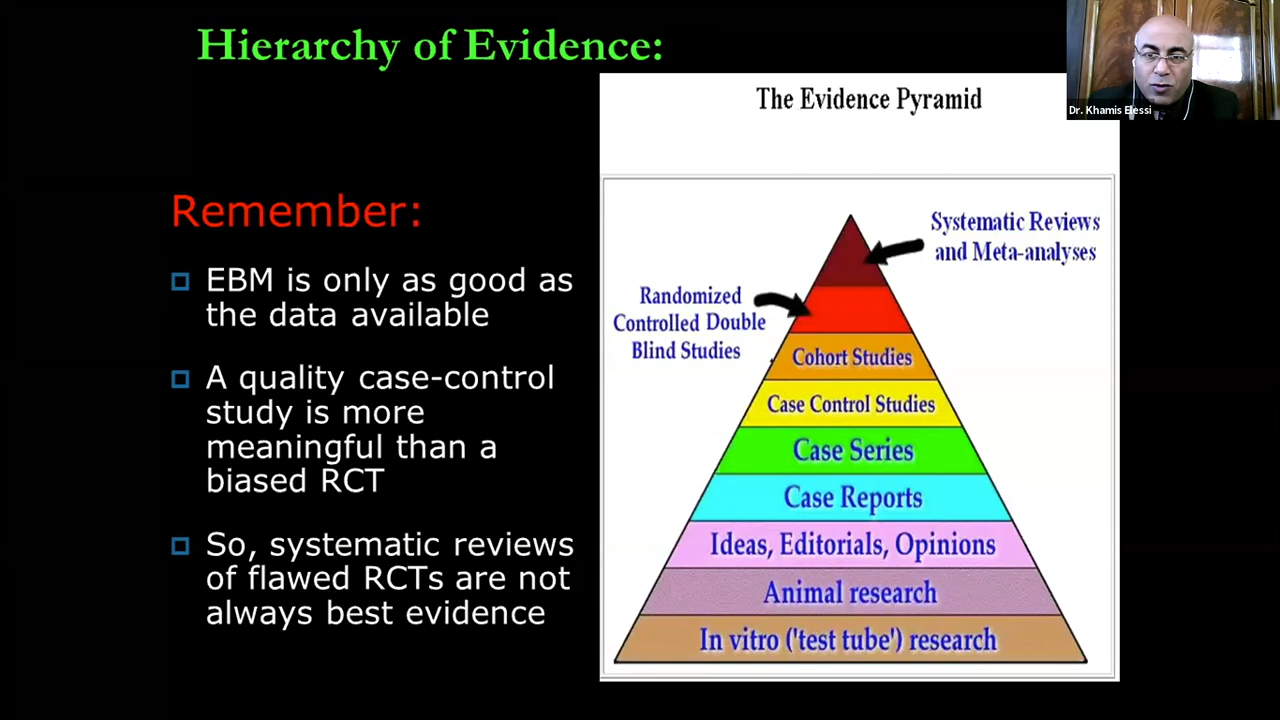 Hierarchy of Evidence:
Dr. Khamis Elessi
The Evidence Pyramid
Remember:
EBM is only as good as
the data available
A quality case-control
study is more
meaningful than a
biased RCT
So, systematic reviews
of flawed RCTs are not
always best evidence
Systematic Reviews
and Meta-analyses
Randomized
Controlled Double
Blind Studies
Cohort Studies
Case Control Studies
Case Series
Case Reports
Ideas, Editorials, Opinions
Animal research
In vitro ('test tube') research